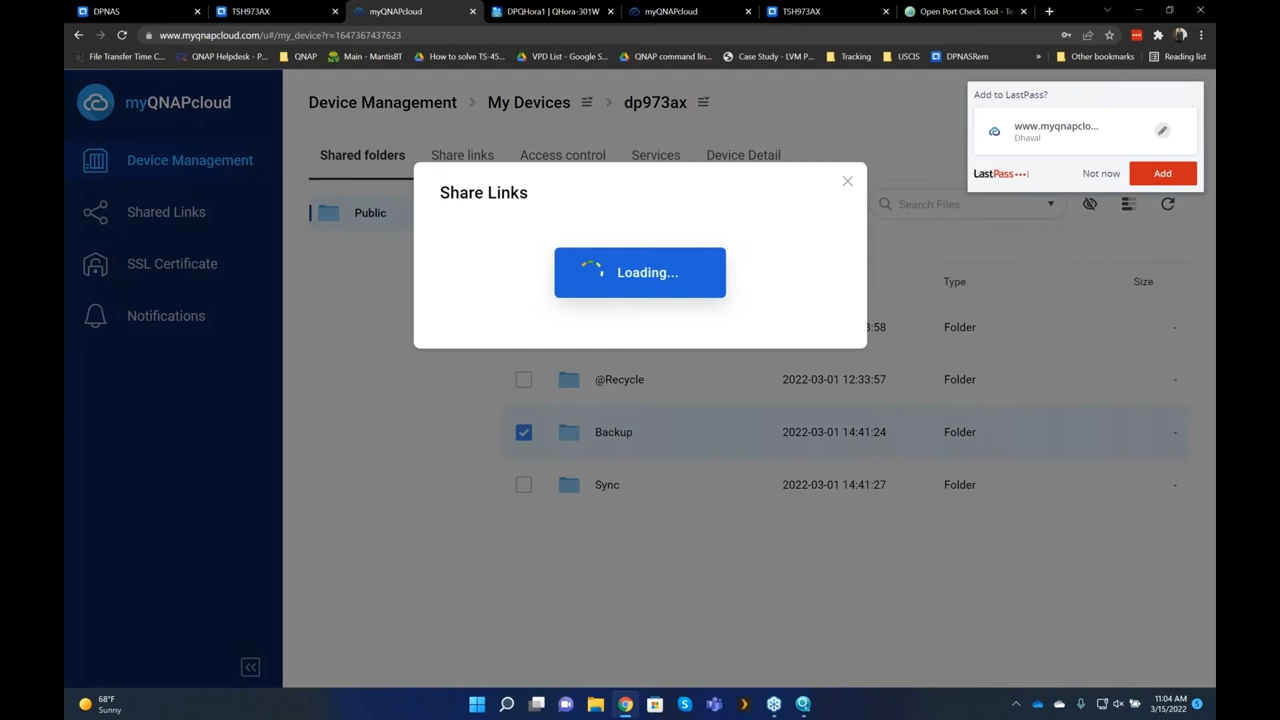 DPNAS
TSH973AX
myQNAPcloud
DPQHora1 | QHora-301W
myQNAPcloud
TSH973AX
Open Port Check Tool - Te
www.myqnapcloud.com/u#/my_device?r=1647367437623
File Transfer Time C...
QNAP Helpdesk - P...
QNAP
Main - MantisBT
How to solve TS-45...
VPD List - Google S...
QNAP command lin...
Case Study - LVM P...
Tracking
USCIS
DPNASRem
»
Other bookmarks
Reading list
myQNAPcloud
Device Management
Shared Links
SSL Certificate
Notifications
Device Management > My Devices > dp973ax
Shared folders
Share links
Access control
Services
Device Detail
Public
Search Files
Add to LastPass?
www.myqnapclo...
Dhaval
LastPass
Not now
Add
Share Links
Loading...
Type
Size
3:58
Folder
-
@Recycle
2022-03-01 12:33:57
Folder
-
Backup
2022-03-01 14:41:24
Folder
-
Sync
2022-03-01 14:41:27
Folder
-
68°F
Sunny
11:04 AM
3/15/2022
5